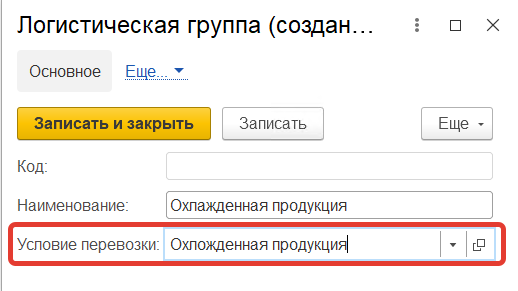 Логистическая группа (создан...
Основное Еще...
Записать и закрыть Записать Еще
Код:
Наименование: Охлажденная продукция
Условие перевозки: Охложденная продукция